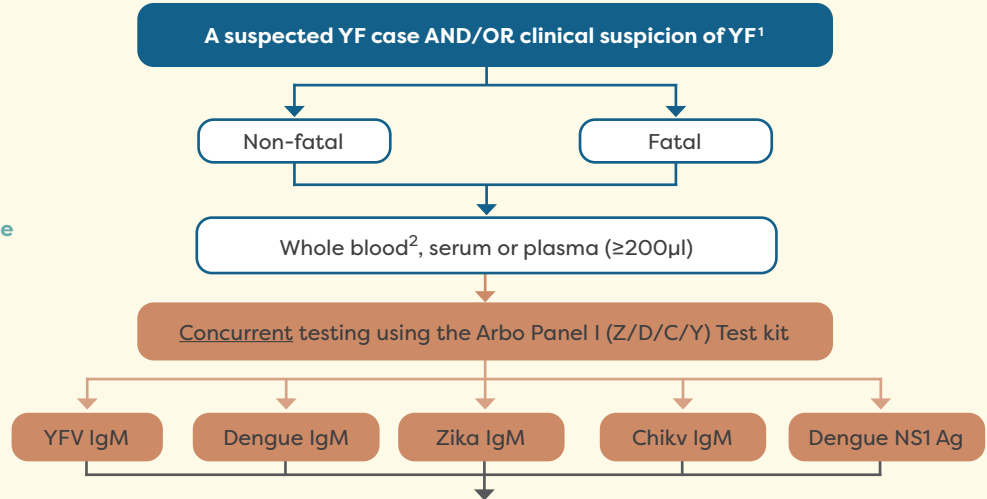 A suspected YF case AND/OR clinical suspicion of YF¹
Non-fatal
Fatal
e
Whole blood², serum or plasma (≥200µl)
Concurrent testing using the Arbo Panel I (Z/D/C/Y) Test kit
YFV IgM
Dengue IgM
Zika IgM
Chikv IgM
Dengue NS1 Ag